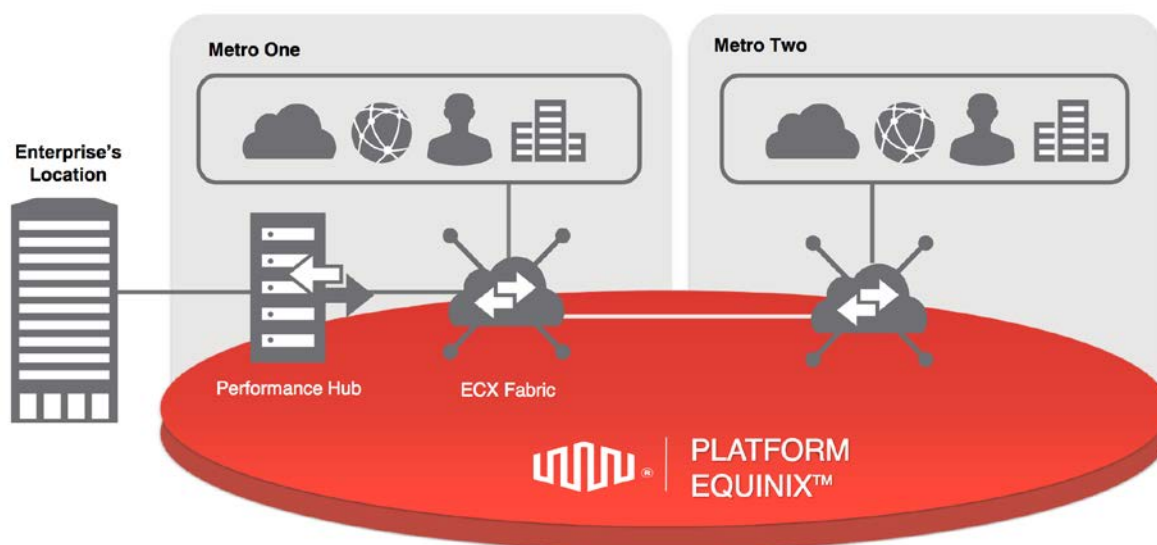 Metro One
Metro Two
Enterprise's
Location
Performance Hub
ECX Fabric
® PLATFORM
EQUINIX™